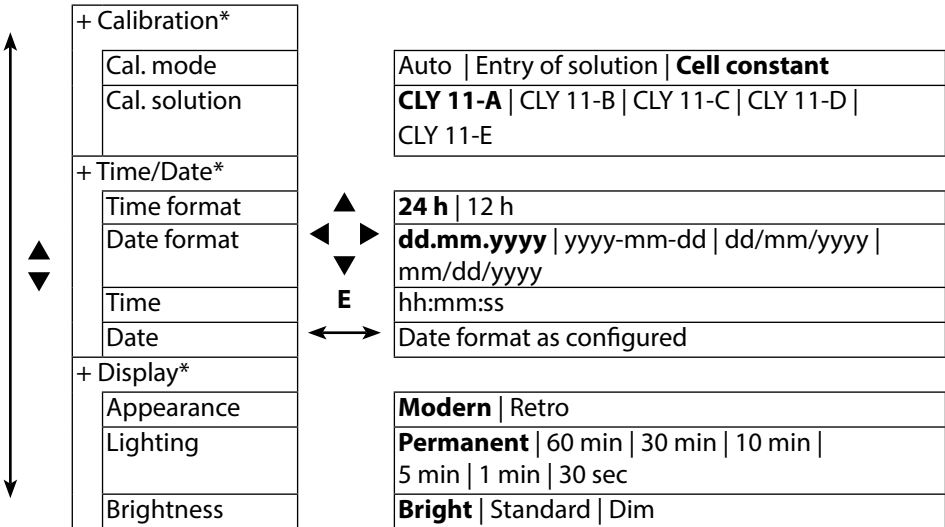 + Calibration*
Cal. mode
Auto | Entry of solution | Cell constant
Cal. solution
CLY 11-A | CLY 11-B | CLY 11-C | CLY 11-D |
CLY 11-E
+ Time/Date*
Time format
24 h | 12 h
Date format
dd.mm.yyyy | yyyy-mm-dd | dd/mm/yyyy |
mm/dd/yyyy
Time
E
hh:mm:ss
Date
Date format as configured
+ Display*
Appearance
Modern | Retro
Lighting
Permanent | 60 min | 30 min | 10 min |
5 min | 1 min | 30 sec
Brightness
Bright | Standard | Dim